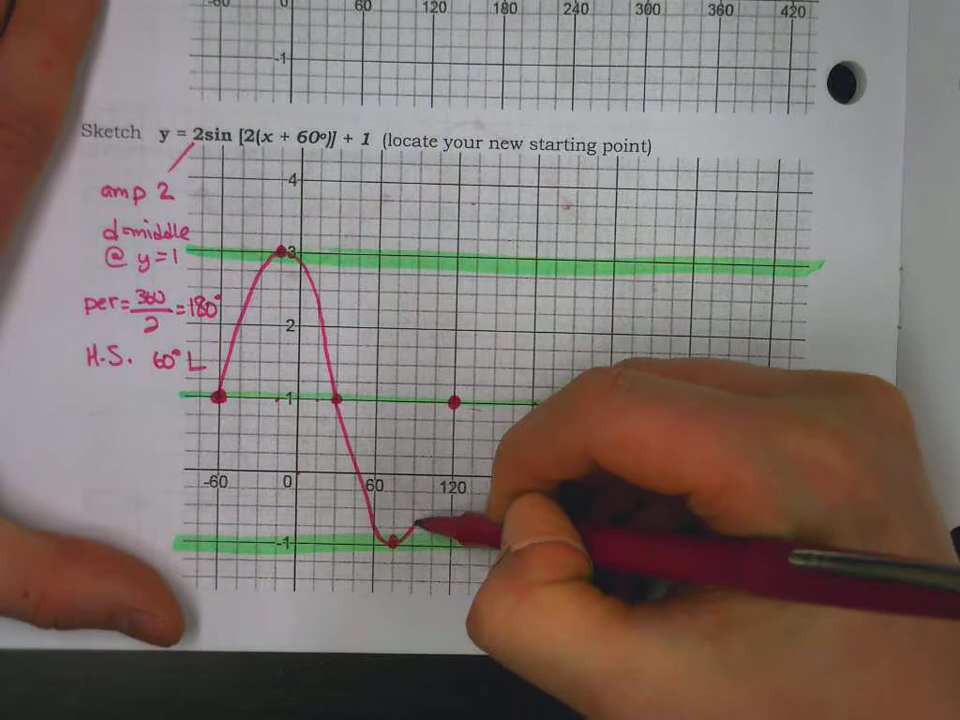 -60 0 60 120 180 240 300 360 420
-1
Sketch y = 2sin [2(x + 60º)] + 1 (locate your new starting point)
4
amp 2
d=middle
@ y=1
3
per=360/2=180°
2
H.S. 60° L
1
-60 0 60 120
-1